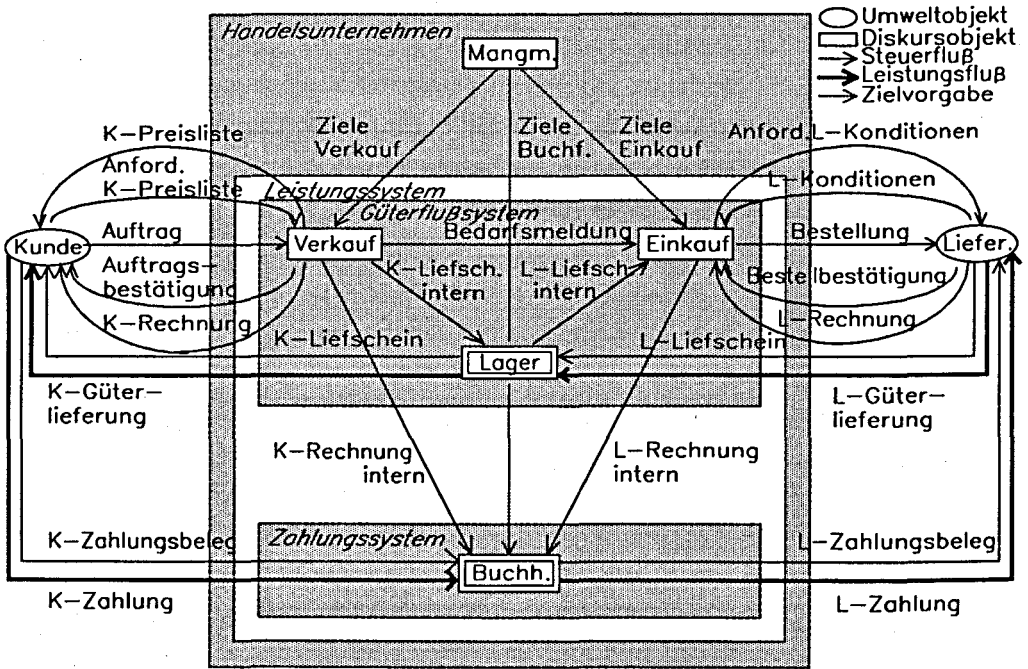 Handelsunternehmen
Mangm.
Umweltobjekt
Diskursobjekt
Steuerfluß
Leistungsfluß
Zielvorgabe
K-Preisliste
Ziele
Verkauf
Ziele
Buchf.
Ziele
Einkauf
Anford.L-Konditionen
Anford.
K-Preisliste
Leistungssystem
L-Konditionen
Güterflußsystem
Kunde
Auftrag
Verkauf
Bedarfsmeldung
Einkauf
Bestellung
Liefer.
Auftrags-
bestätigung
K-Liefsch.
intern
L-Liefsch.
intern
Bestellbestätigung
K-Rechnung
L-Rechnung
K-Liefschein
L-Liefschein
Lager
K-Güter-
lieferung
L-Güter-
lieferung
K-Rechnung
intern
L-Rechnung
intern
Zahlungssystem
K-Zahlungsbeleg
L-Zahlungsbeleg
Buchh.
K-Zahlung
L-Zahlung